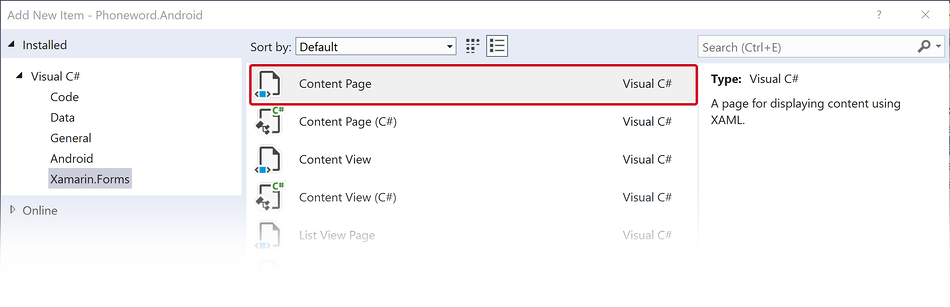 Add New Item - Phoneword.Android ?
Installed
Sort by: Default
Search (Ctrl+E)
Visual C#
Code
Data
General
Android
Xamarin.Forms
Online
Content Page Visual C#
Content Page (C#) Visual C#
Content View Visual C#
Content View (C#) Visual C#
List View Page Visual C#
Type: Visual C#
A page for displaying content using
XAML.